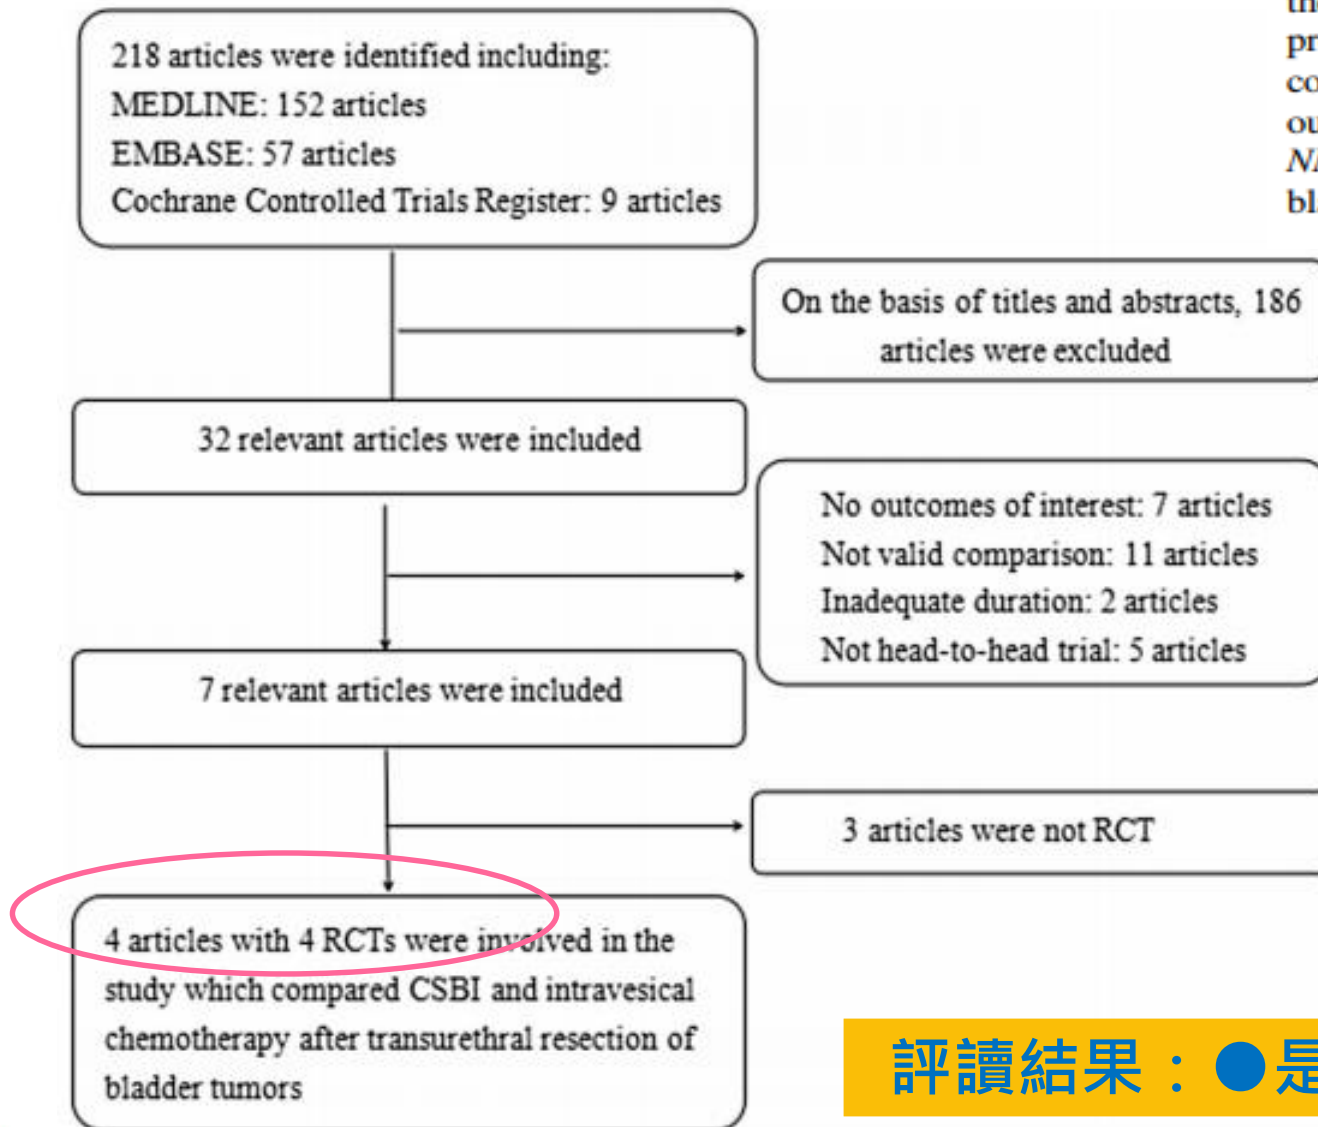 218 articles were identified including:
MEDLINE: 152 articles
EMBASE: 57 articles
Cochrane Controlled Trials Register: 9 articles
On the basis of titles and abstracts, 186
articles were excluded
32 relevant articles were included
No outcomes of interest: 7 articles
Not valid comparison: 11 articles
Inadequate duration: 2 articles
Not head-to-head trial: 5 articles
7 relevant articles were included
3 articles were not RCT
4 articles with 4 RCTs were involved in the
study which compared CSBI and intravesical
chemotherapy after transurethral resection of
bladder tumors
評讀結果：●是